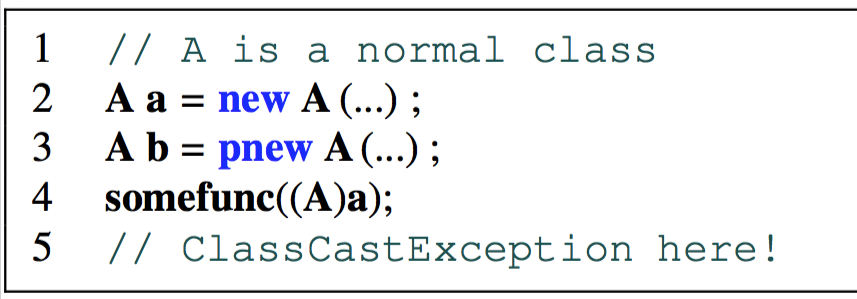 1 // A is a normal class
2 A a = new A (...) ;
3 A b = pnew A (...) ;
4 somefunc((A)a);
5 // ClassCastException here!